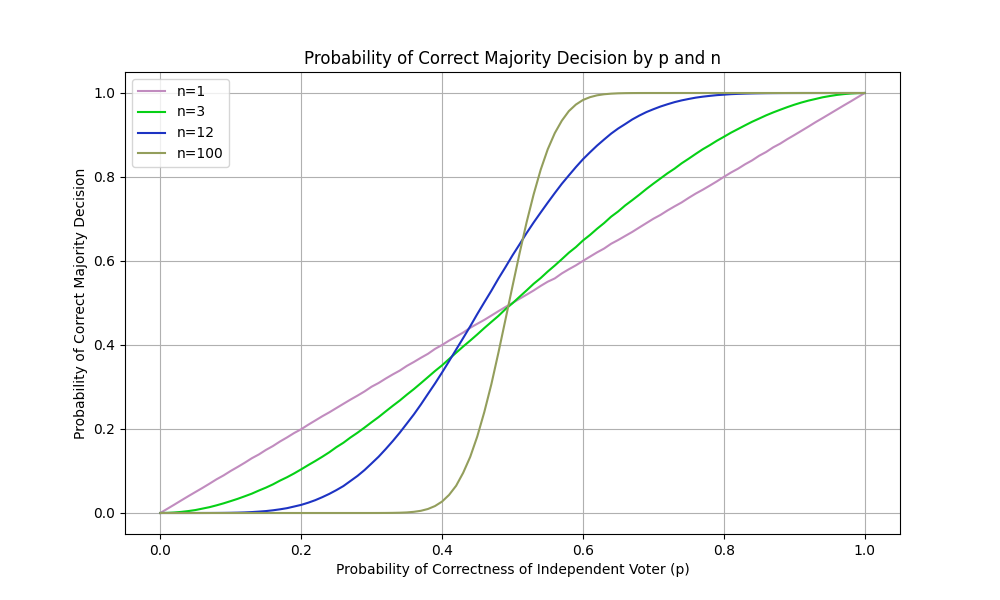 Probability of Correct Majority Decision by p and n
n=1
n=3
n=12
n=100
Probability of Correct Majority Decision
1.0
0.8
0.6
0.4
0.2
0.0
0.0 0.2 0.4 0.6 0.8 1.0
Probability of Correctness of Independent Voter (p)